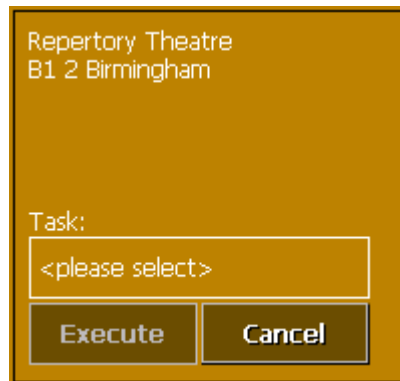 Repertory Theatre
B1 2 Birmingham
Task:
<please select>
Execute
Cancel